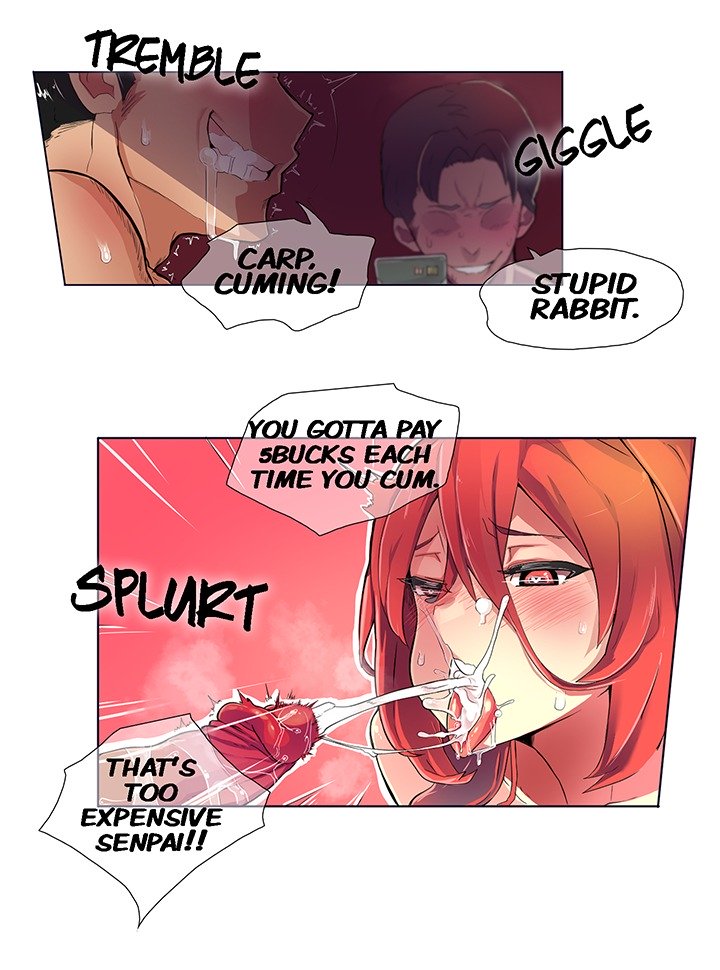 TREMBLE
GIGGLE
CARP,
CUMING!
STUPID
RABBIT.
YOU GOTTA PAY
5BUCKS EACH
TIME YOU CUM.
SPLURT
THAT'S
TOO
EXPENSIVE
SENPAI!!